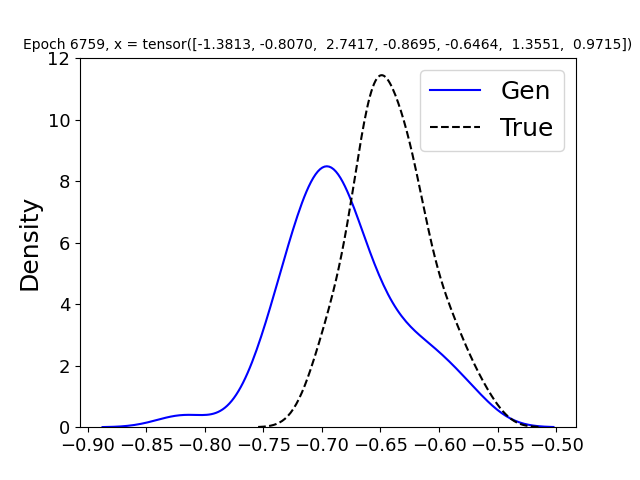 Epoch 6759, x = tensor([-1.3813, -0.8070,  2.7417, -0.8695, -0.6464,  1.3551,  0.9715])
12
10
8
6
4
2
0
Density
Gen
True
−0.90 −0.85 −0.80 −0.75 −0.70 −0.65 −0.60 −0.55 −0.50